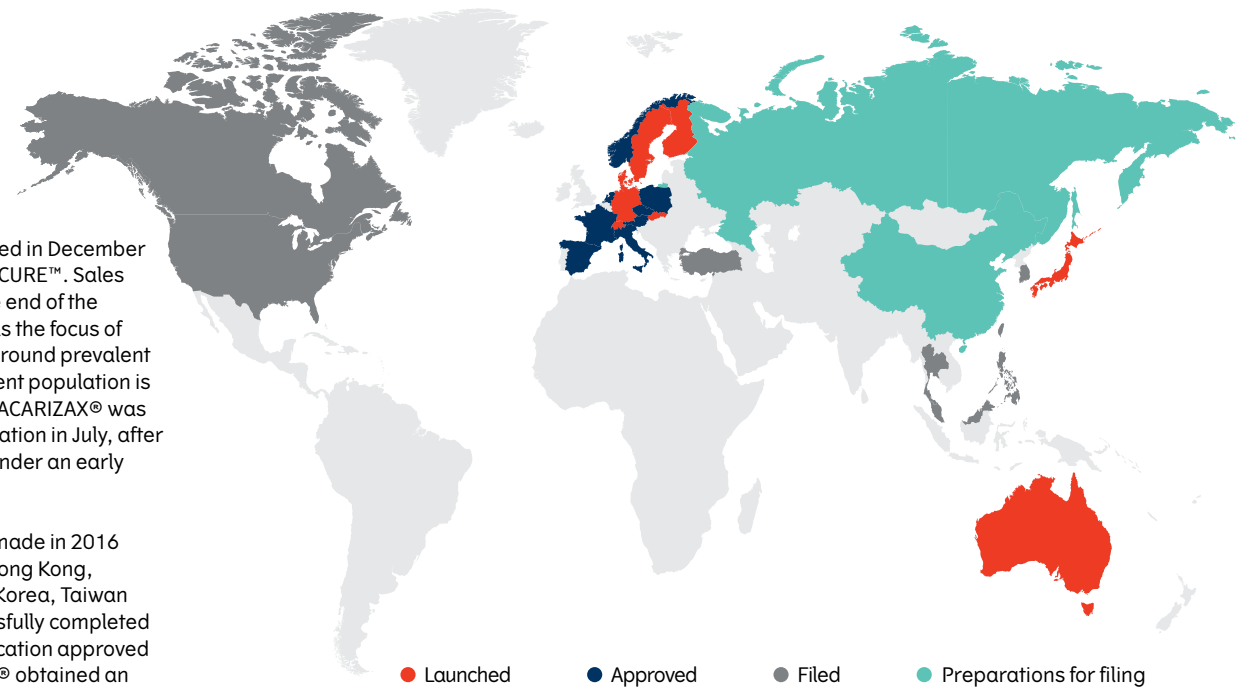 ed in December
CURE™. Sales
end of the
s the focus of
round prevalent
ent population is
ACARIZAX® was
ation in July, after
nder an early
made in 2016
ong Kong,
Korea, Taiwan
sfully completed
cation approved
® obtained an
Launched
Approved
Filed
Preparations for filing